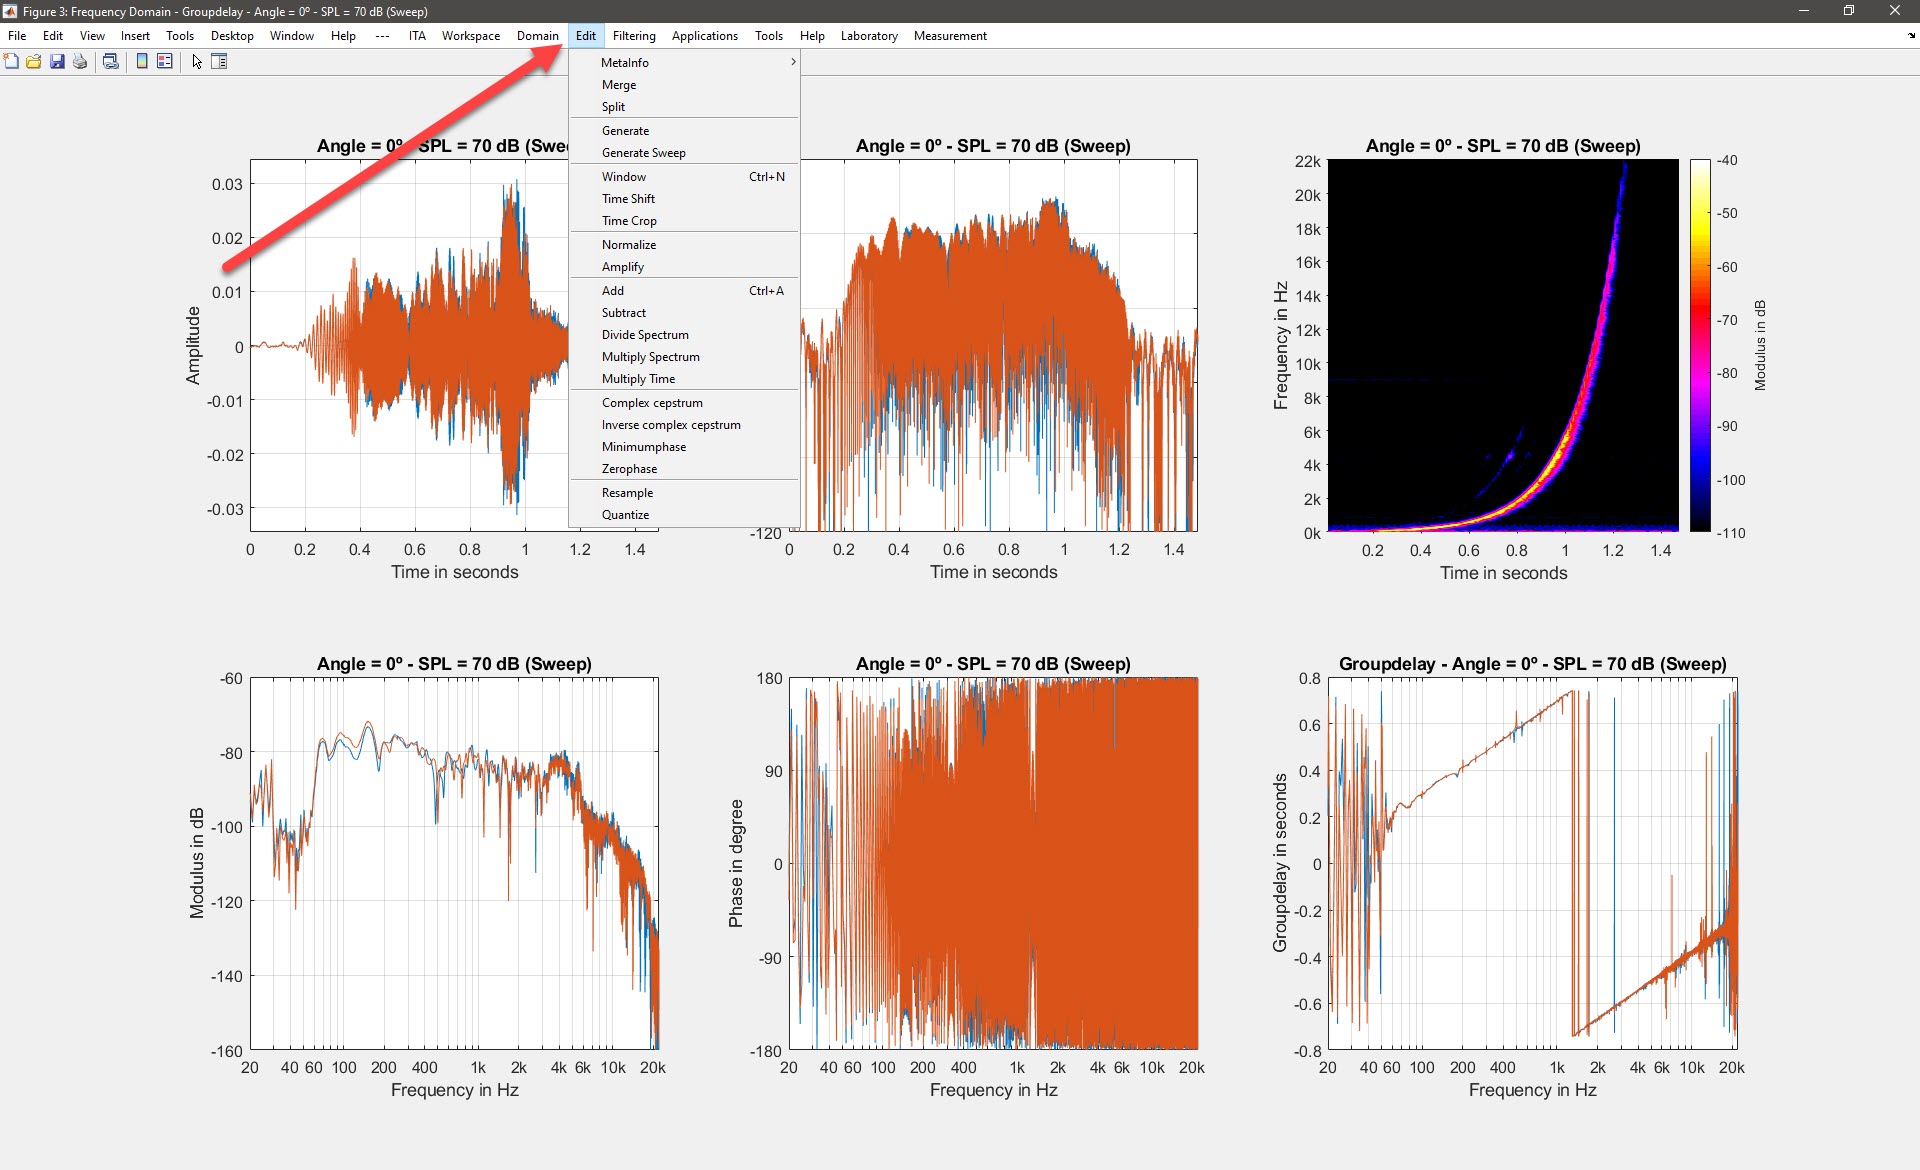 Figure 3: Frequency Domain - Groupdelay - Angle = 0º - SPL = 70 dB (Sweep)
File Edit View Insert Tools Desktop Window Help --- ITA Workspace Domain Edit Filtering Applications Tools Help Laboratory Measurement
MetaInfo
Merge
Split
Generate
Generate Sweep
Window Ctrl+N
Time Shift
Time Crop
Normalize
Amplify
Add Ctrl+A
Subtract
Divide Spectrum
Multiply Spectrum
Multiply Time
Complex cepstrum
Inverse complex cepstrum
Minimumphase
Zerophase
Resample
Quantize
Angle = 0º - SPL = 70 dB (Swee
0.03
0.02
0.01
0
-0.01
-0.02
-0.03
Amplitude
0 0.2 0.4 0.6 0.8 1 1.2 1.4
Time in seconds
Angle = 0º - SPL = 70 dB (Sweep)
-120
0 0.2 0.4 0.6 0.8 1 1.2 1.4
Time in seconds
Angle = 0º - SPL = 70 dB (Sweep)
22k
20k
18k
16k
14k
12k
10k
8k
6k
4k
2k
0k
Frequency in Hz
0.2 0.4 0.6 0.8 1 1.2 1.4
Time in seconds
-40
-50
-60
-70
-80
-90
-100
-110
Modulus in dB
Angle = 0º - SPL = 70 dB (Sweep)
-60
-80
-100
-120
-140
-160
Modulus in dB
20 40 60 100 200 400 1k 2k 4k 6k 10k 20k
Frequency in Hz
Angle = 0º - SPL = 70 dB (Sweep)
180
90
0
-90
-180
Phase in degree
20 40 60 100 200 400 1k 2k 4k 6k 10k 20k
Frequency in Hz
Groupdelay - Angle = 0º - SPL = 70 dB (Sweep)
0.8
0.6
0.4
0.2
0
-0.2
-0.4
-0.6
-0.8
Groupdelay in seconds
20 40 60 100 200 400 1k 2k 4k 6k 10k 20k
Frequency in Hz